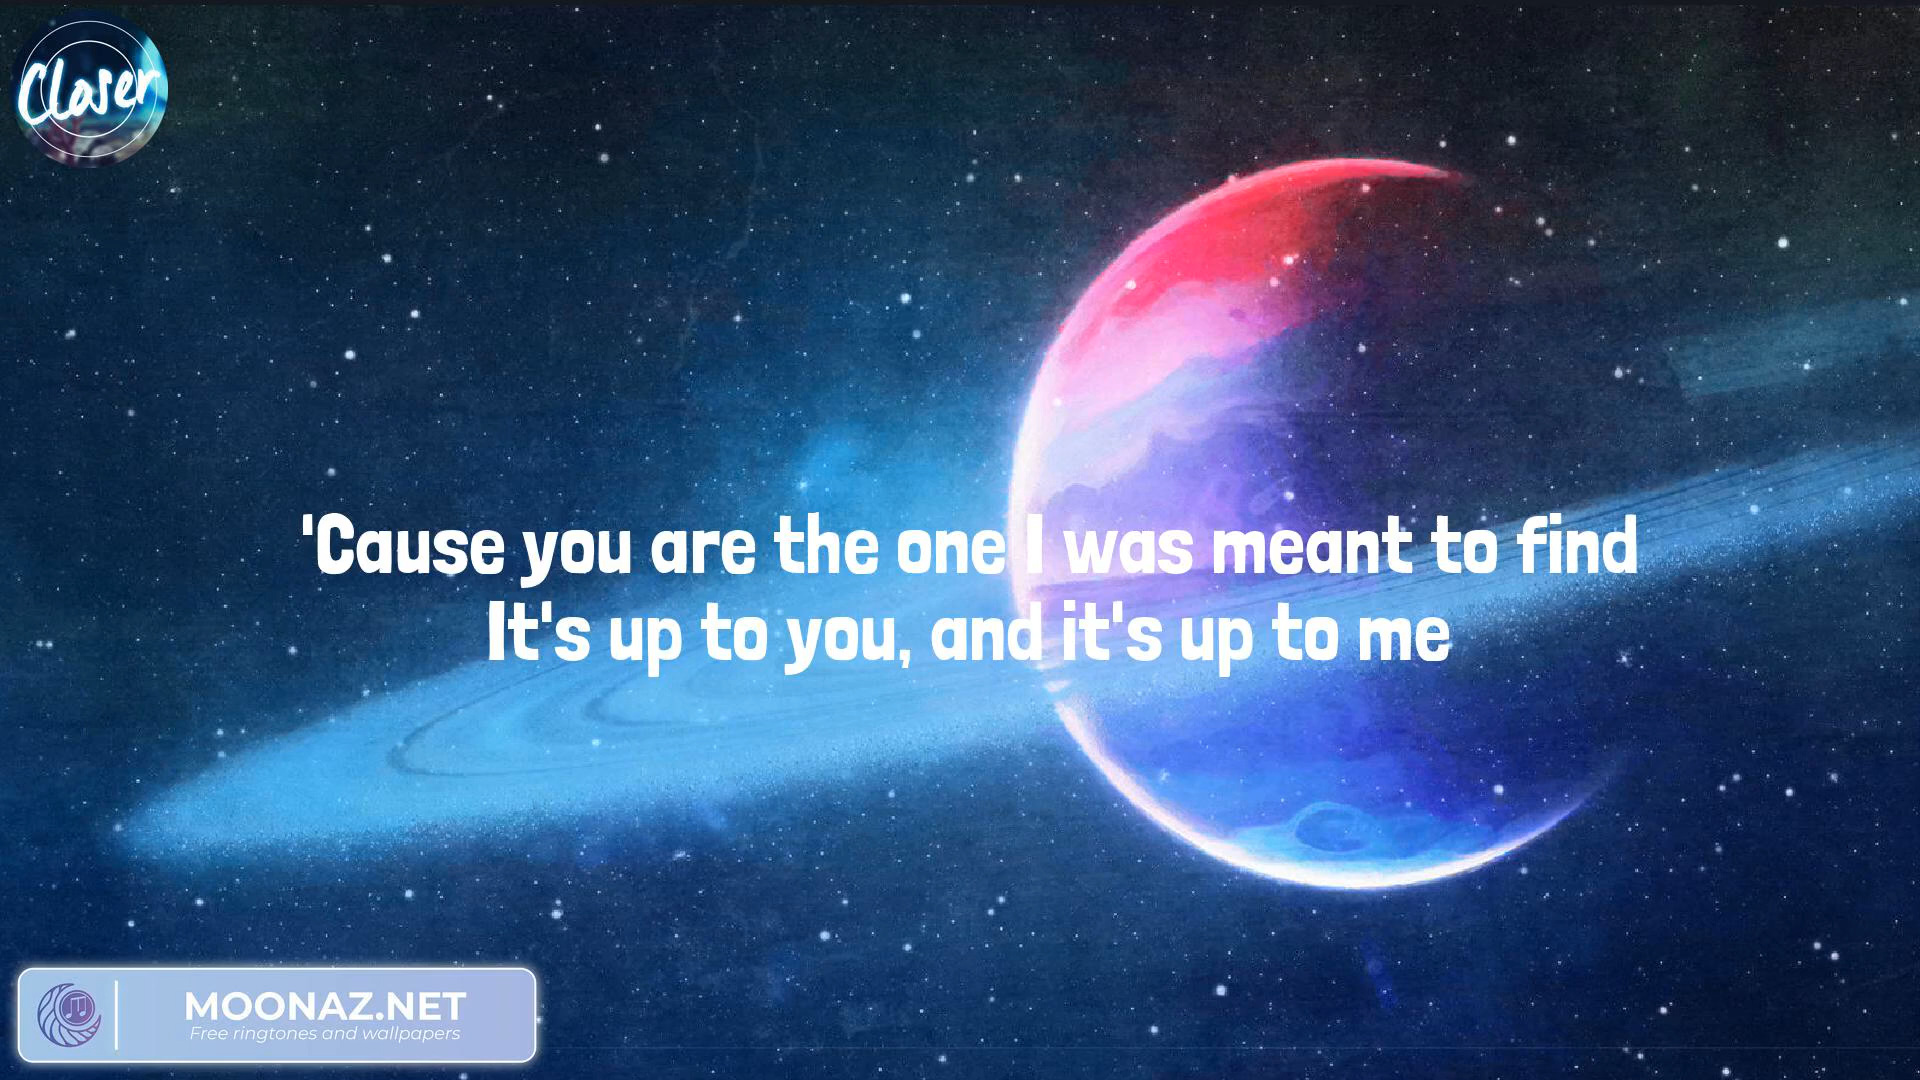 Closer
'Cause you are the one I was meant to find
It's up to you, and it's up to me
MOONAZ.NET
Free ringtones and wallpapers